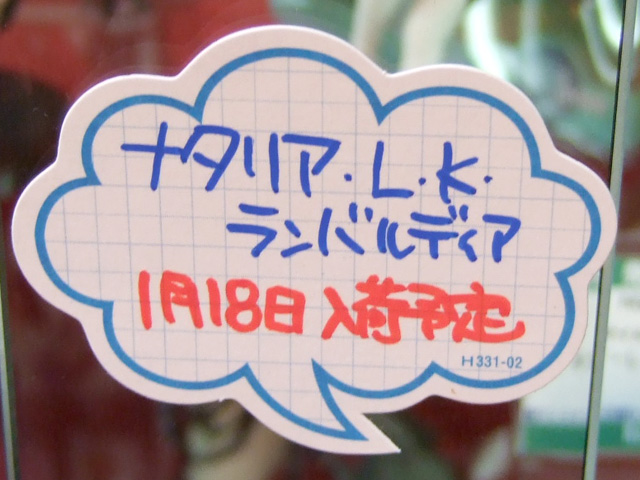 ナタリア.L.K.
ランバルディア
1月18日入荷予定
H331-02